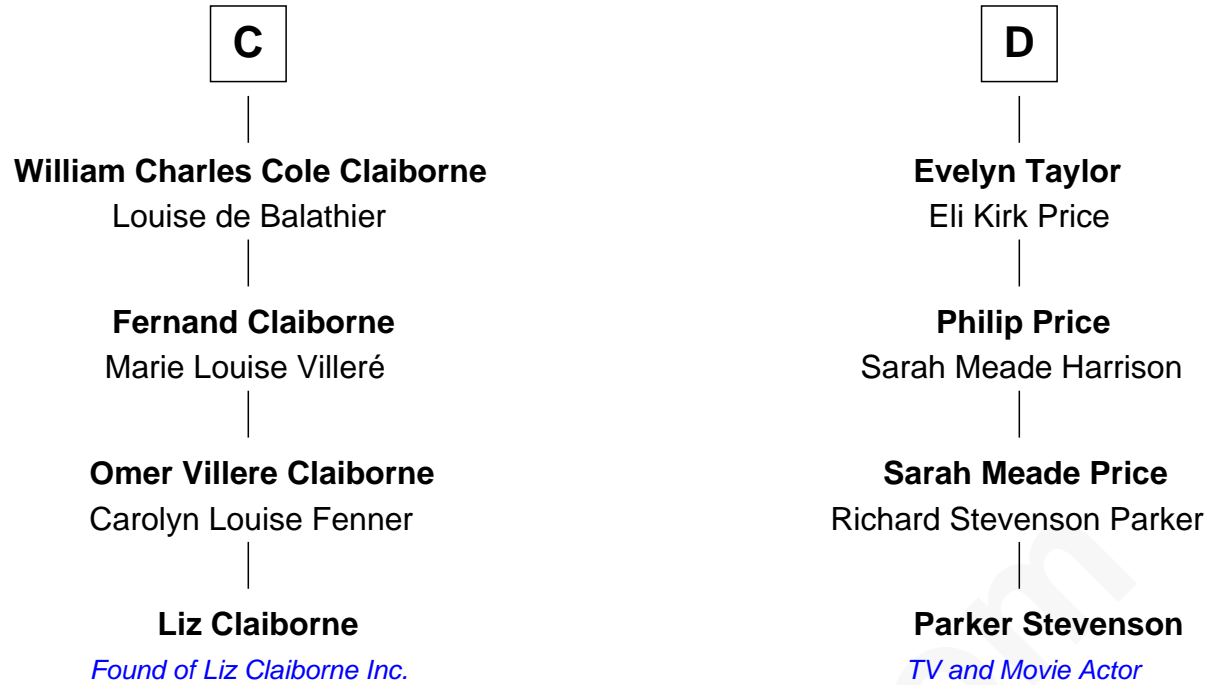 C
William Charles Cole Claiborne
Louise de Balathier
Fernand Claiborne
Marie Louise Villeré
Omer Villere Claiborne
Carolyn Louise Fenner
Liz Claiborne
Found of Liz Claiborne Inc.
D
Evelyn Taylor
Eli Kirk Price
Philip Price
Sarah Meade Harrison
Sarah Meade Price
Richard Stevenson Parker
Parker Stevenson
TV and Movie Actor